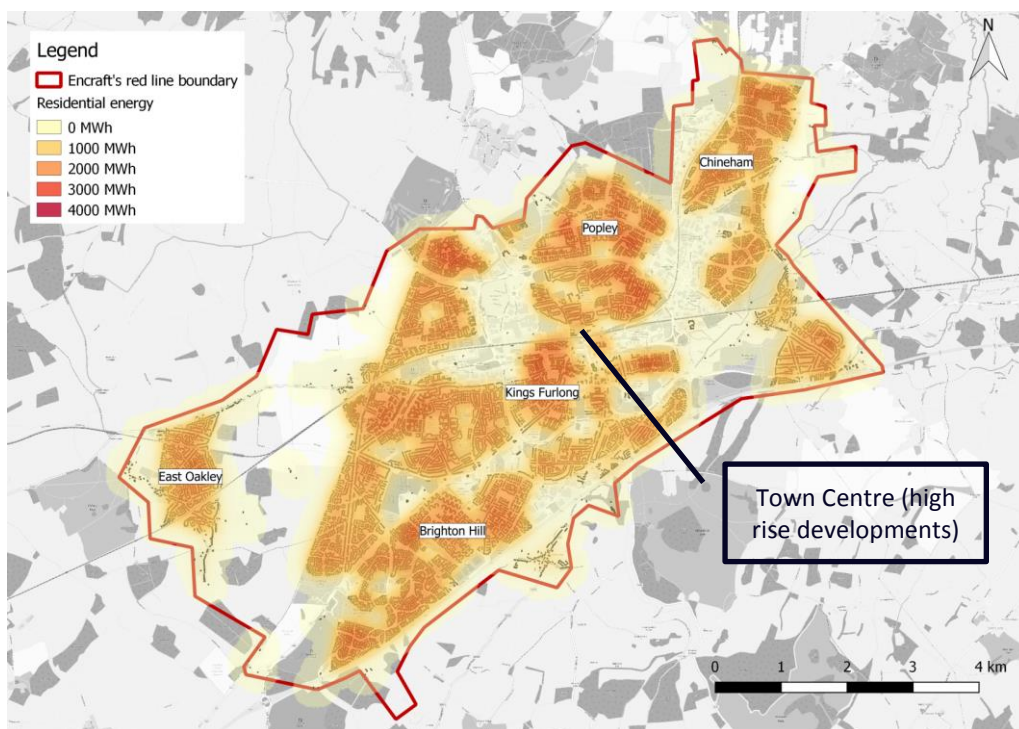 Legend
Encraft's red line boundary
Residential energy
0 MWh
1000 MWh
2000 MWh
3000 MWh
4000 MWh
N
Chineham
Popley
Kings Furlong
East Oakley
Brighton Hill
Town Centre (high
rise developments)
0 1 2 3 4 km